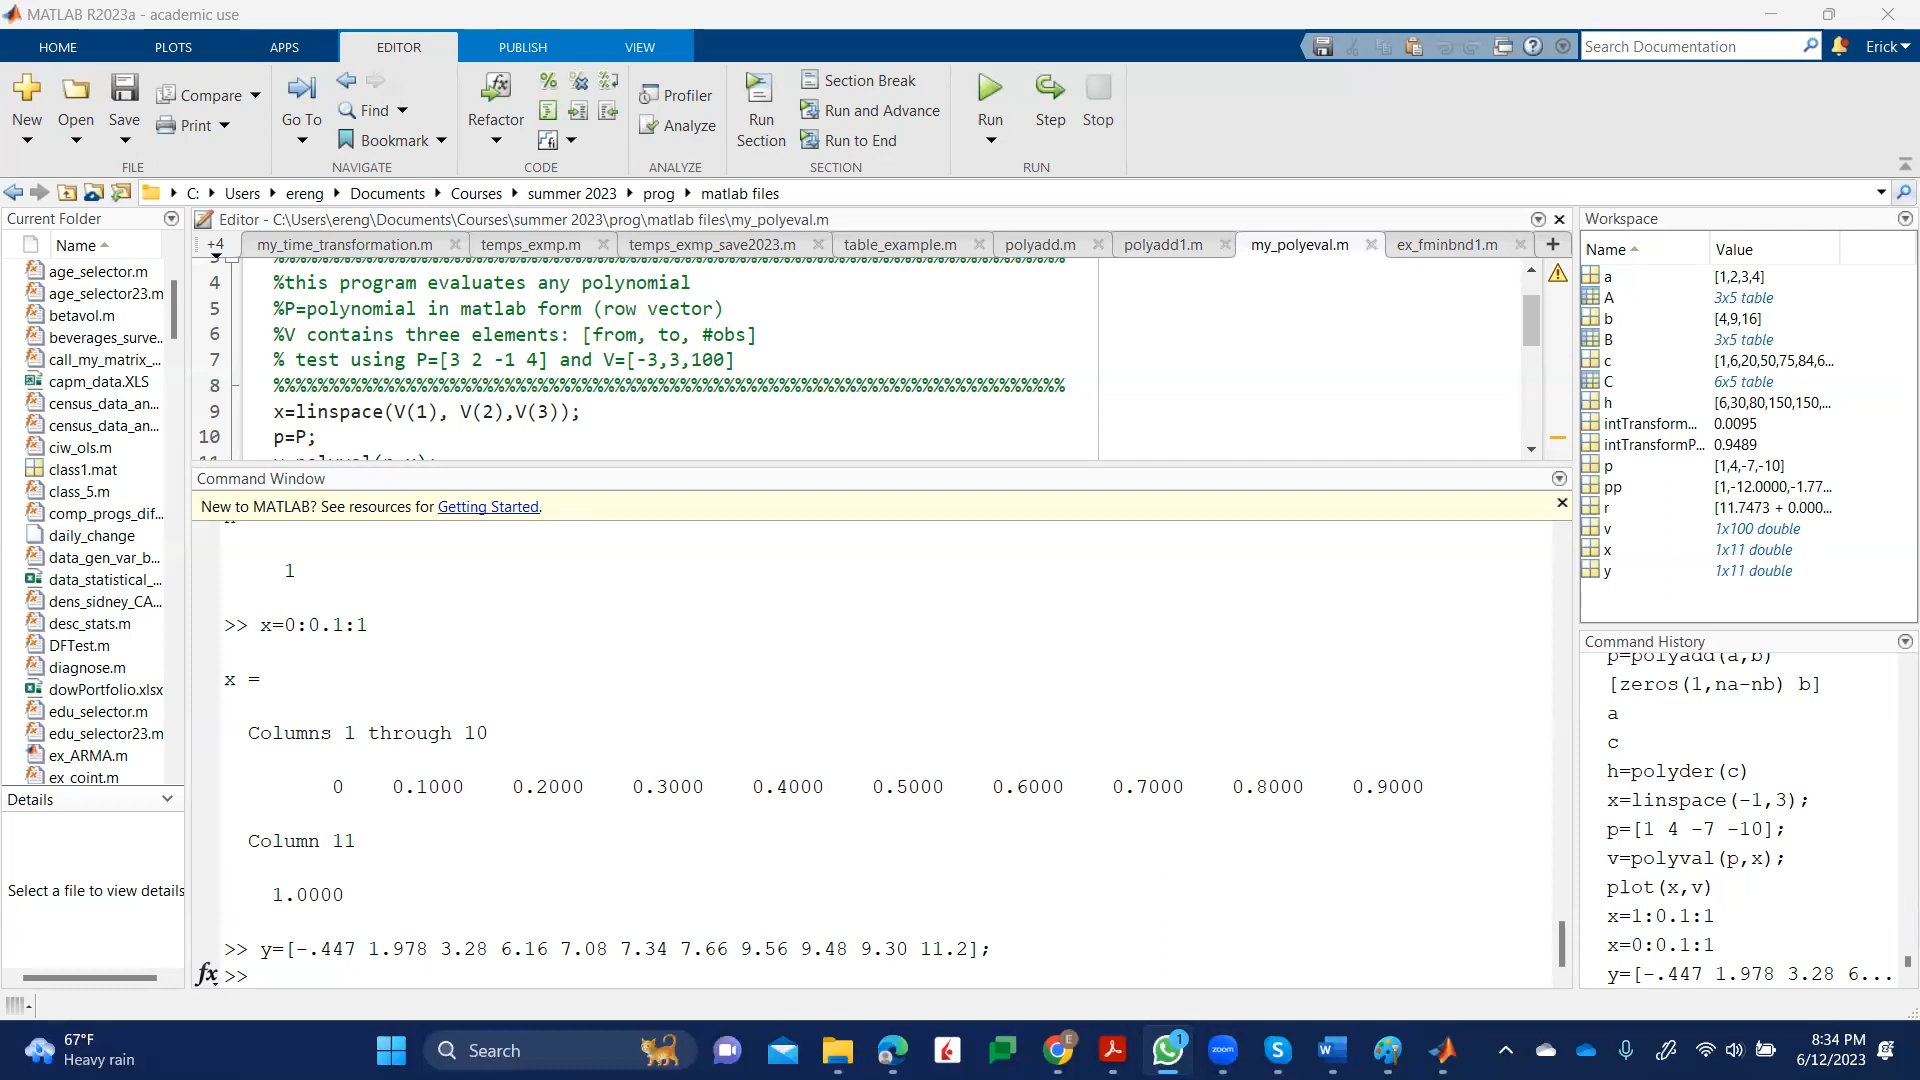 MATLAB R2023a - academic use
HOME PLOTS APPS EDITOR PUBLISH VIEW
Search Documentation
Erick
New
Open
Save
Compare
Print
FILE
Go To
Find
Bookmark
NAVIGATE
Refactor
CODE
Profiler
Analyze
ANALYZE
Run
Section
Section Break
Run and Advance
Run to End
SECTION
Run
Step
Stop
RUN
C: Users ereng Documents Courses summer 2023 prog matlab files
Current Folder
Name
age_selector.m
age_selector23.m
betavol.m
beverages_surve...
call_my_matrix_...
capm_data.XLS
census_data_an...
census_data_an...
ciw_ols.m
class1.mat
class_5.m
comp_progs_dif...
daily_change
data_gen_var_b...
data_statistical_...
dens_sidney_CA...
desc_stats.m
DFTest.m
diagnose.m
dowPortfolio.xlsx
edu_selector.m
edu_selector23.m
ex_ARMA.m
ex_coint.m
Details
Select a file to view details
Editor - C:\Users\ereng\Documents\Courses\summer 2023\prog\matlab files\my_polyeval.m
+4 my_time_transformation.m temps_exmp.m temps_exmp_save2023.m table_example.m polyadd.m polyadd1.m my_polyeval.m ex_fminbnd1.m
4 %this program evaluates any polynomial
5 %P=polynomial in matlab form (row vector)
6 %V contains three elements: [from, to, #obs]
7 % test using P=[3 2 -1 4] and V=[-3,3,100]
8 %%%%%%%%%%%%%%%%%%%%%%%%%%%%%%%%%%%%%%%%%%%%%%%%%%%%%%%%%%%%%%%%%%
9 x=linspace(V(1), V(2),V(3));
10 p=P;
Command Window
New to MATLAB? See resources for Getting Started.
1
>> x=0:0.1:1
x =
Columns 1 through 10
0 0.1000 0.2000 0.3000 0.4000 0.5000 0.6000 0.7000 0.8000 0.9000
Column 11
1.0000
>> y=[-.447 1.978 3.28 6.16 7.08 7.34 7.66 9.56 9.48 9.30 11.2];
fx >>
Workspace
Name Value
a [1,2,3,4]
A 3x5 table
b [4,9,16]
B 3x5 table
c [1,6,20,50,75,84,6...
C 6x5 table
h [6,30,80,150,150,...
intTransform... 0.0095
intTransformP... 0.9489
p [1,4,-7,-10]
pp [1,-12.0000,-1.77...
r [11.7473 + 0.000...
v 1x100 double
x 1x11 double
y 1x11 double
Command History
p=polyadd(a,b)
[zeros(1,na-nb) b]
a
c
h=polyder(c)
x=linspace(-1,3);
p=[1 4 -7 -10];
v=polyval(p,x);
plot(x,v)
x=1:0.1:1
x=0:0.1:1
y=[-.447 1.978 3.28 6...
67°F
Heavy rain
Search
E
1
zoom
8:34 PM
6/12/2023